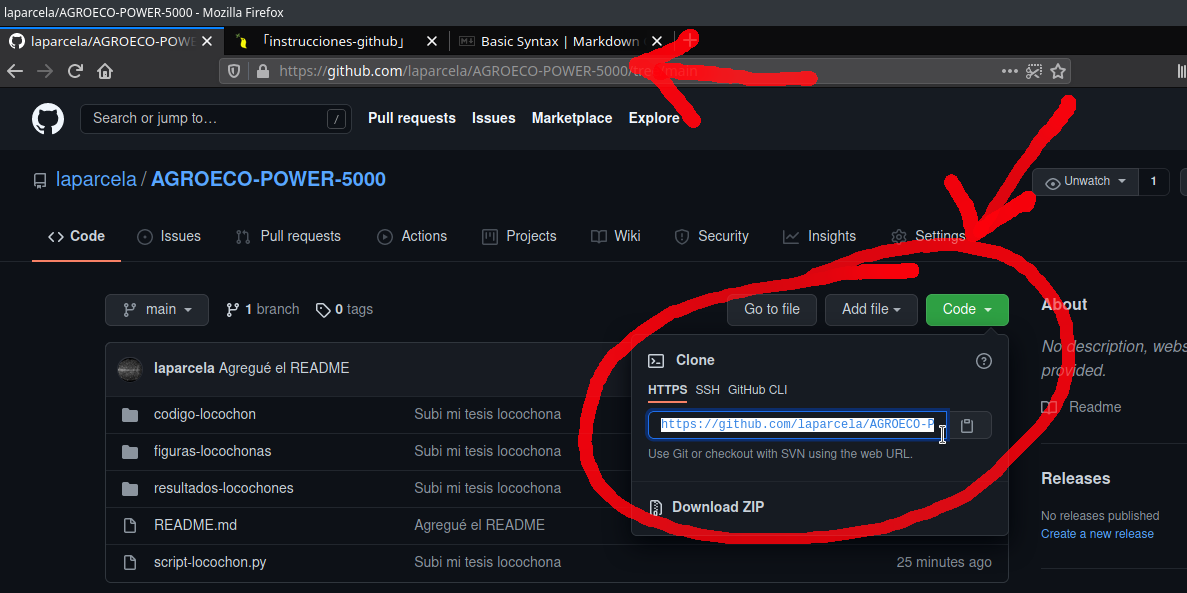 laparcela/AGROECO-POWER-5000 - Mozilla Firefox
laparcela/AGROECO-POWE
「instrucciones-github」
Basic Syntax | Markdown
https://github.com/laparcela/AGROECO-POWER-5000/tree/main
Search or jump to…
/
Pull requests
Issues
Marketplace
Explore
laparcela / AGROECO-POWER-5000
Unwatch
1
Code
Issues
Pull requests
Actions
Projects
Wiki
Security
Insights
Settings
main
1 branch
0 tags
Go to file
Add file
Code
About
No description, webs
provided.
Readme
Releases
No releases published
Create a new release
Clone
?
HTTPS SSH GitHub CLI
https://github.com/laparcela/AGROECO-P
Use Git or checkout with SVN using the web URL.
Download ZIP
laparcela Agregué el README
codigo-locochon
Subi mi tesis locochona
figuras-locochonas
Subi mi tesis locochona
resultados-locochones
Subi mi tesis locochona
README.md
Agregué el README
script-locochon.py
Subi mi tesis locochona
25 minutes ago